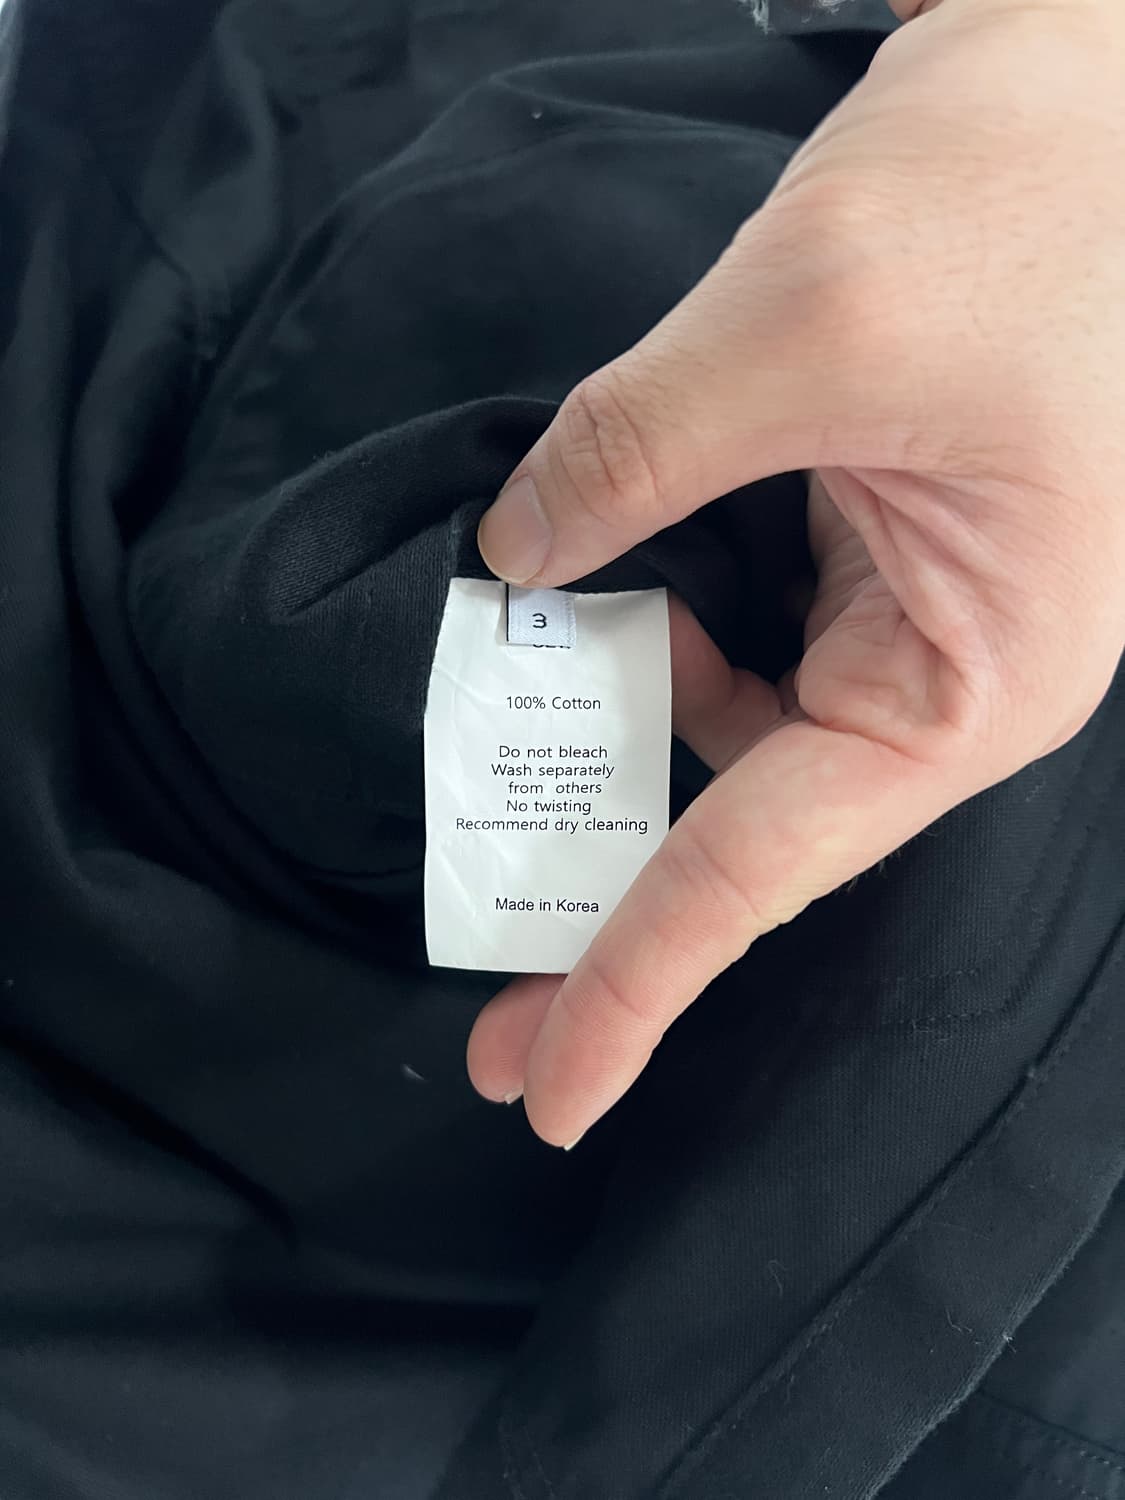 3
100% Cotton
Do not bleach
Wash separately
from others
No twisting
Recommend dry cleaning
Made in Korea